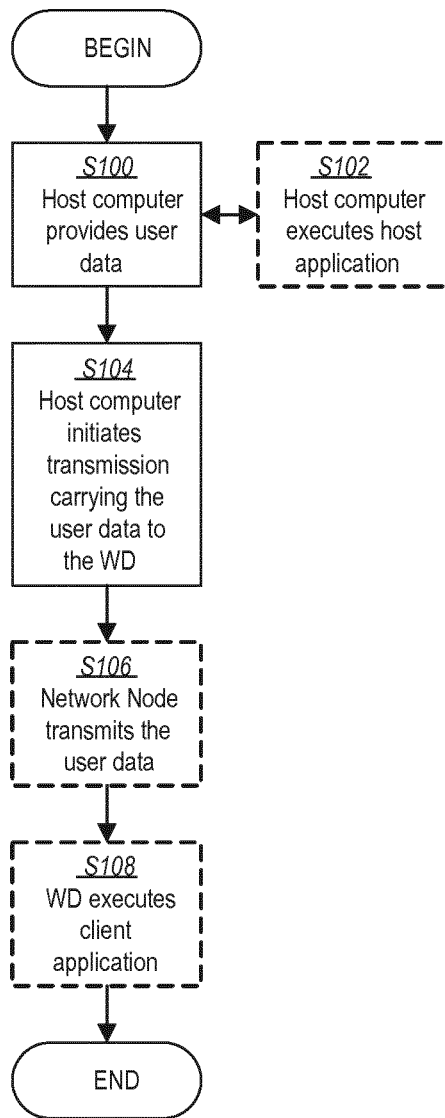 BEGIN
S100
Host computer
provides user
data
S102
Host computer
executes host
application
S104
Host computer
initiates
transmission
carrying the
user data to
the WD
S106
Network Node
transmits the
user data
S108
WD executes
client
application
END